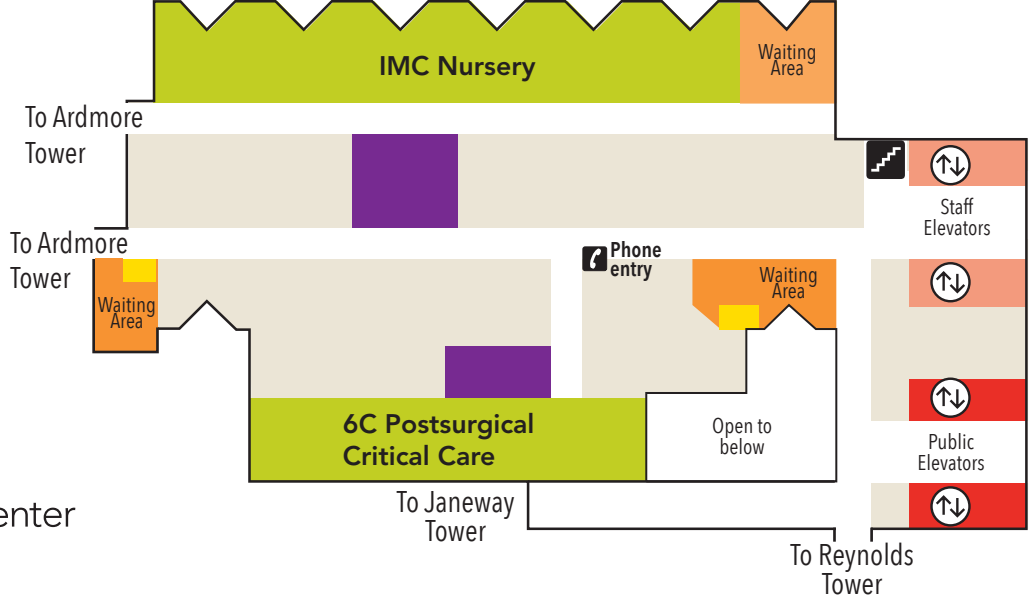 IMC Nursery
Waiting
Area
To Ardmore
Tower
Staff
Elevators
To Ardmore
Tower
Phone
entry
Waiting
Area
Waiting
Area
6C Postsurgical
Critical Care
Open to
below
Public
Elevators
To Janeway
Tower
enter
To Reynolds
Tower